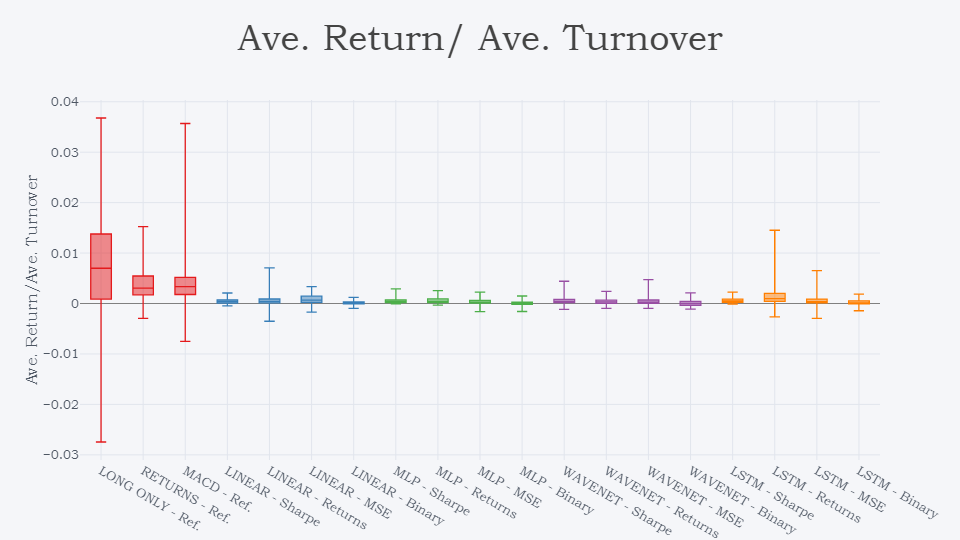 Ave. Return/ Ave. Turnover
Ave. Return/Ave. Turnover
0.04
0.03
0.02
0.01
0
−0.01
−0.02
−0.03
LONG ONLY - Ref.
RETURNS - Ref.
MACD - Ref.
LINEAR - Sharpe
LINEAR - Returns
LINEAR - MSE
LINEAR - Binary
MLP - Sharpe
MLP - Returns
MLP - MSE
MLP - Binary
WAVENET - Sharpe
WAVENET - Returns
WAVENET - MSE
WAVENET - Binary
LSTM - Sharpe
LSTM - Returns
LSTM - MSE
LSTM - Binary